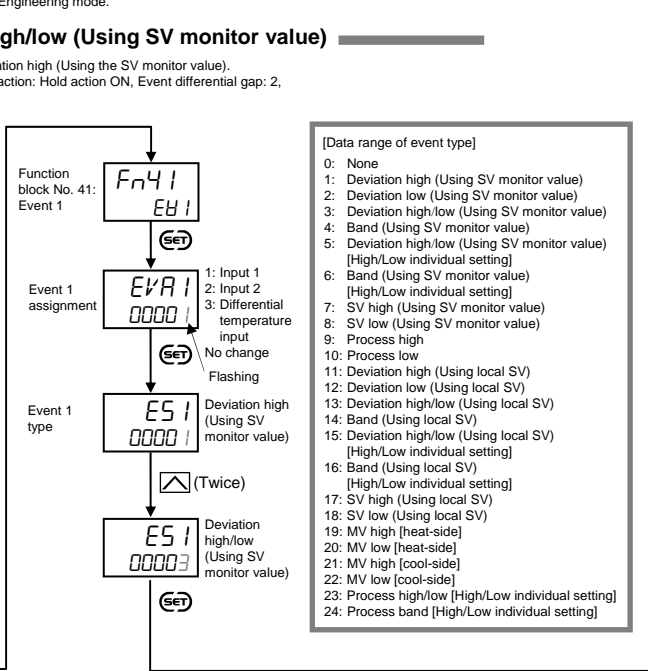 Engineering mode.
gh/low (Using SV monitor value)
ation high (Using the SV monitor value).
action: Hold action ON, Event differential gap: 2,
Function
block No. 41:
Event 1
Fn41
EV1
SET
Event 1
assignment
EVA1
00001
1: Input 1
2: Input 2
3: Differential
temperature
input
No change
Flashing
SET
Event 1
type
ES1
00001
Deviation high
(Using SV
monitor value)
(Twice)
ES1
00003
Deviation
high/low
(Using SV
monitor value)
SET
[Data range of event type]
0: None
1: Deviation high (Using SV monitor value)
2: Deviation low (Using SV monitor value)
3: Deviation high/low (Using SV monitor value)
4: Band (Using SV monitor value)
5: Deviation high/low (Using SV monitor value)
[High/Low individual setting]
6: Band (Using SV monitor value)
[High/Low individual setting]
7: SV high (Using SV monitor value)
8: SV low (Using SV monitor value)
9: Process high
10: Process low
11: Deviation high (Using local SV)
12: Deviation low (Using local SV)
13: Deviation high/low (Using local SV)
14: Band (Using local SV)
15: Deviation high/low (Using local SV)
[High/Low individual setting]
16: Band (Using local SV)
[High/Low individual setting]
17: SV high (Using local SV)
18: SV low (Using local SV)
19: MV high [heat-side]
20: MV low [heat-side]
21: MV high [cool-side]
22: MV low [cool-side]
23: Process high/low [High/Low individual setting]
24: Process band [High/Low individual setting]